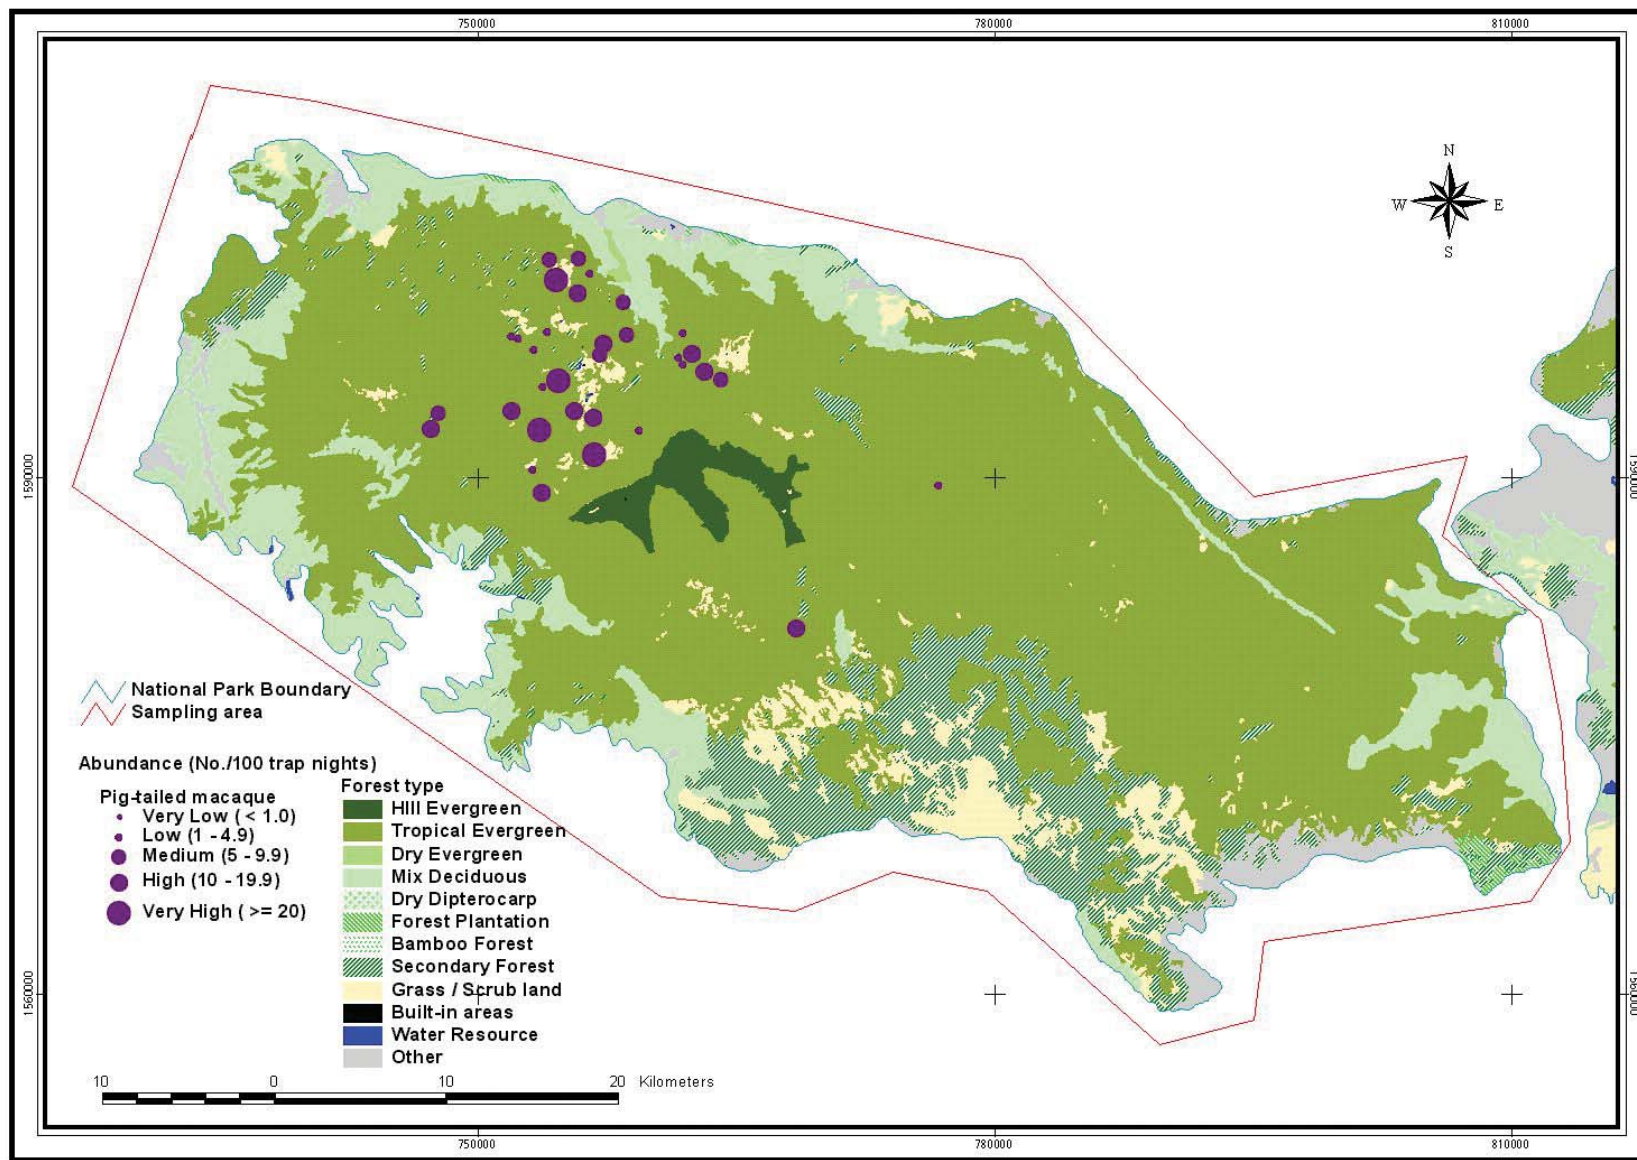 750000 780000 810000
N
W E
S
1590000 1590000
National Park Boundary
Sampling area
Abundance (No./100 trap nights)
Pig-tailed macaque
Very Low ( < 1.0)
Low (1 - 4.9)
Medium (5 - 9.9)
High (10 - 19.9)
Very High ( >= 20)
Forest type
Hill Evergreen
Tropical Evergreen
Dry Evergreen
Mix Deciduous
Dry Dipterocarp
Forest Plantation
Bamboo Forest
Secondary Forest
Grass / Scrub land
Built-in areas
Water Resource
Other
1560000 1560000
10 0 10 20 Kilometers
750000 780000 810000